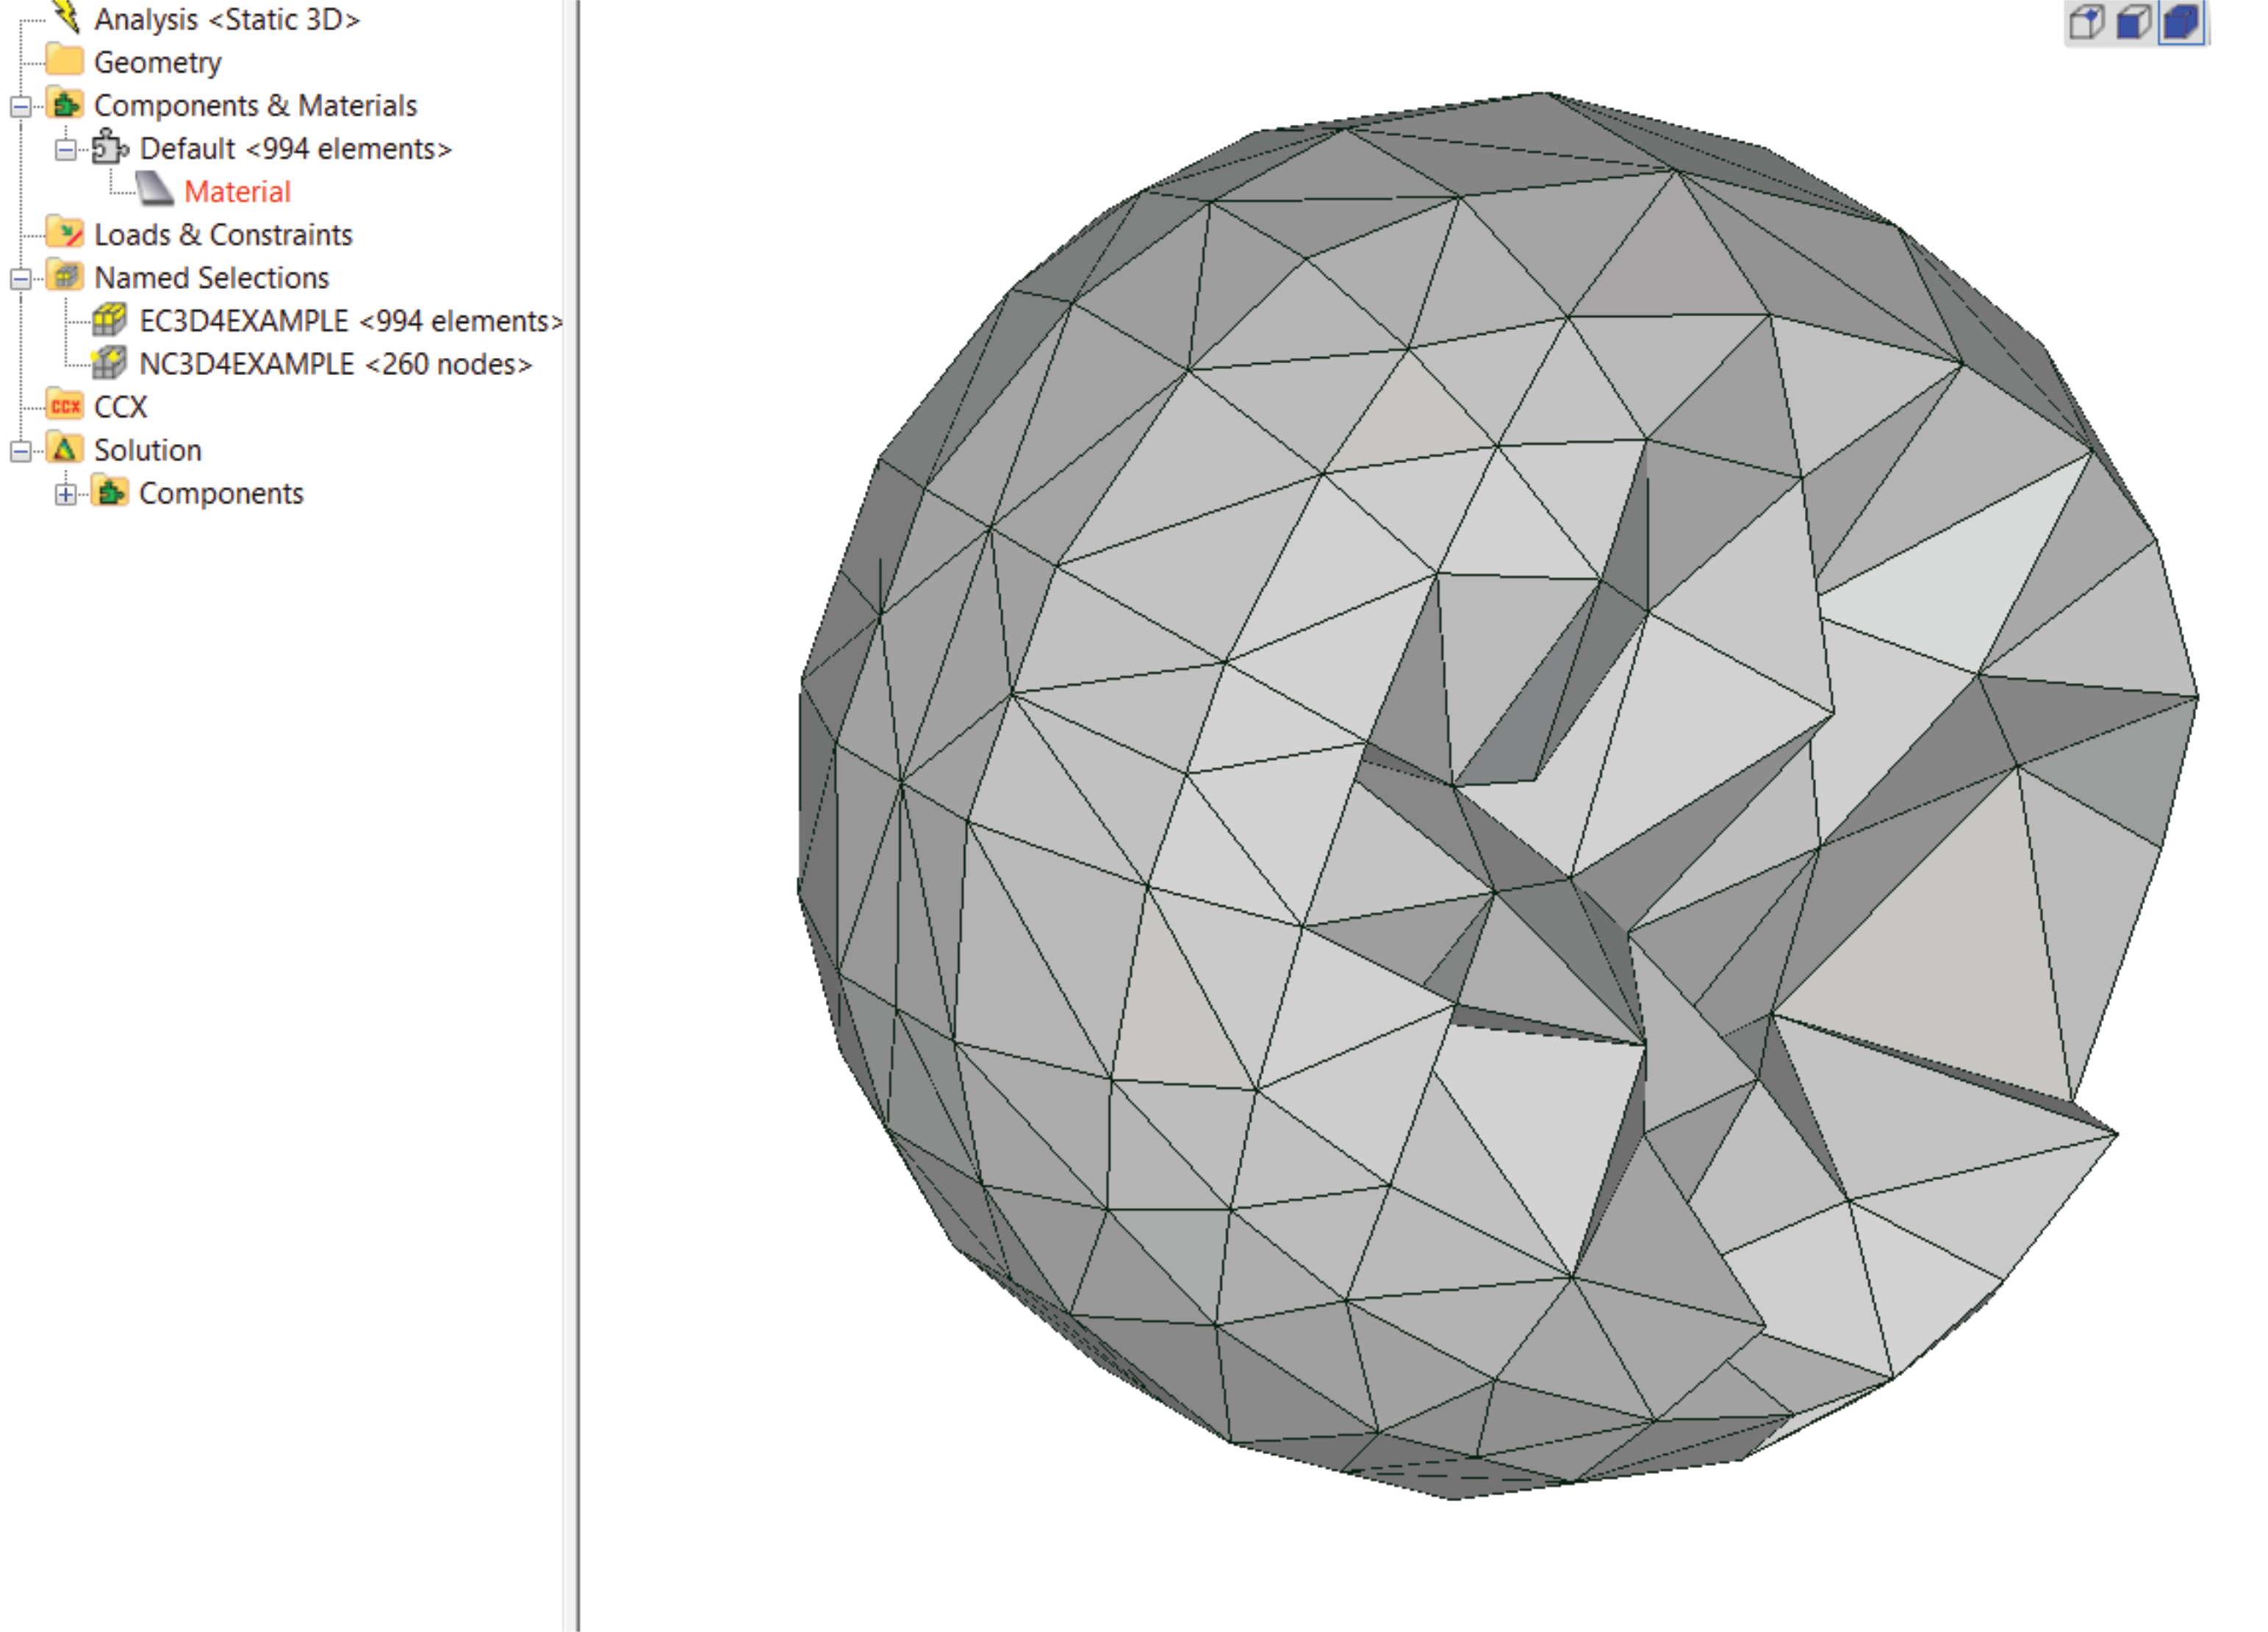 Analysis <Static 3D>
Geometry
Components & Materials
Default <994 elements>
Material
Loads & Constraints
Named Selections
EC3D4EXAMPLE <994 elements>
NC3D4EXAMPLE <260 nodes>
CCX CCX
Solution
Components